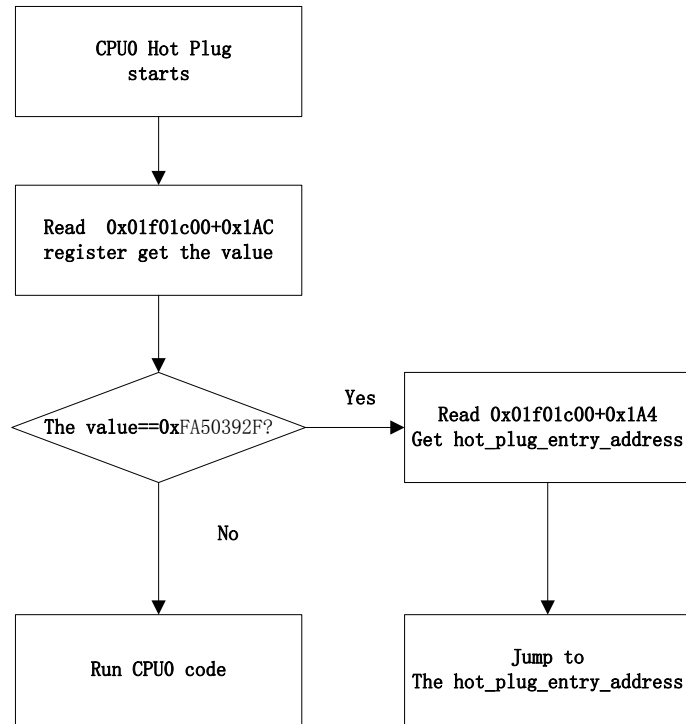 CPU0 Hot Plug
starts
Read 0x01f01c00+0x1AC
register get the value
The value==0xFA50392F?
Yes
Read 0x01f01c00+0x1A4
Get hot_plug_entry_address
No
Run CPU0 code
Jump to
The hot_plug_entry_address